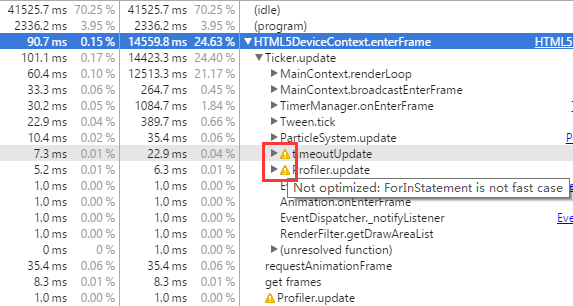 41525.7 ms 70.25 % 41525.7 ms 70.25 % (idle)
2336.2 ms 3.95 % 2336.2 ms 3.95 % (program)
90.7 ms 0.15 % 14559.8 ms 24.63 % ▼HTML5DeviceContext.enterFrame HTML5
101.1 ms 0.17 % 14423.3 ms 24.40 % ▼Ticker.update
60.4 ms 0.10 % 12513.3 ms 21.17 % ▶MainContext.renderLoop
33.3 ms 0.06 % 264.7 ms 0.45 % ▶MainContext.broadcastEnterFrame
30.2 ms 0.05 % 1084.7 ms 1.84 % ▶TimerManager.onEnterFrame
22.9 ms 0.04 % 389.7 ms 0.66 % ▶Tween.tick
10.4 ms 0.02 % 35.4 ms 0.06 % ▶ParticleSystem.update P
7.3 ms 0.01 % 22.9 ms 0.04 % ▶timeoutUpdate
5.2 ms 0.01 % 6.3 ms 0.01 % ▶Profiler.update
Not optimized: ForInStatement is not fast case
1.0 ms 0.00 % 1.0 ms 0.00 %
1.0 ms 0.00 % 1.0 ms 0.00 % Animation.onEnterFrame
1.0 ms 0.00 % 1.0 ms 0.00 % EventDispatcher._notifyListener Eve
1.0 ms 0.00 % 1.0 ms 0.00 % RenderFilter.getDrawAreaList
0 ms 0 % 0 ms 0 % ▶(unresolved function)
35.4 ms 0.06 % 35.4 ms 0.06 % requestAnimationFrame
8.3 ms 0.01 % 8.3 ms 0.01 % get frames
1.0 ms 0.00 % 1.0 ms 0.00 % Profiler.update